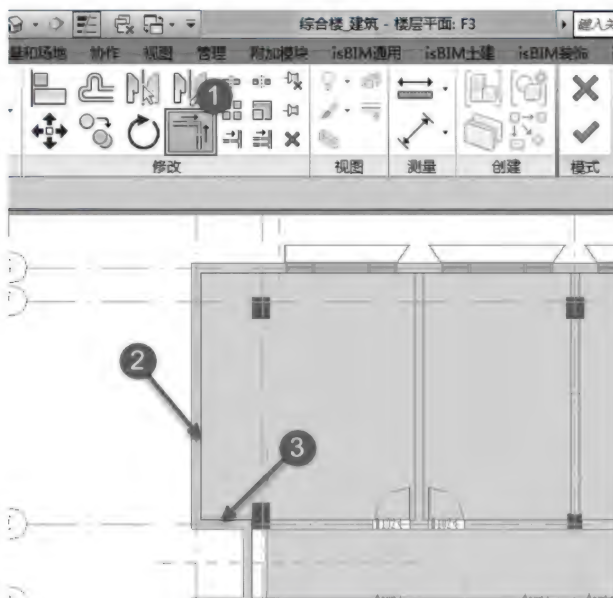 综合楼_建筑 - 楼层平面: F3
键入关
量和场地 协作 视图 管理 附加模块 isBIM通用 isBIM土建 isBIM装饰
1
修改 视图 测量 创建 模式
2
3